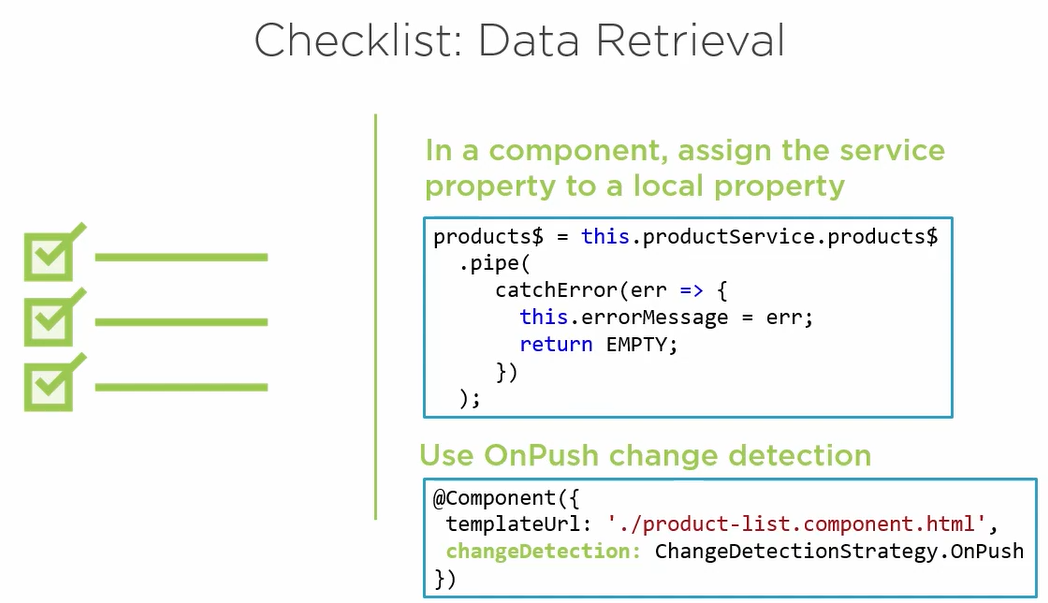 Checklist: Data Retrieval
In a component, assign the service
property to a local property
products$ = this.productService.products$
.pipe(
catchError(err => {
this.errorMessage = err;
return EMPTY;
})
);
Use OnPush change detection
@Component({
templateUrl: './product-list.component.html',
changeDetection: ChangeDetectionStrategy.OnPush
})